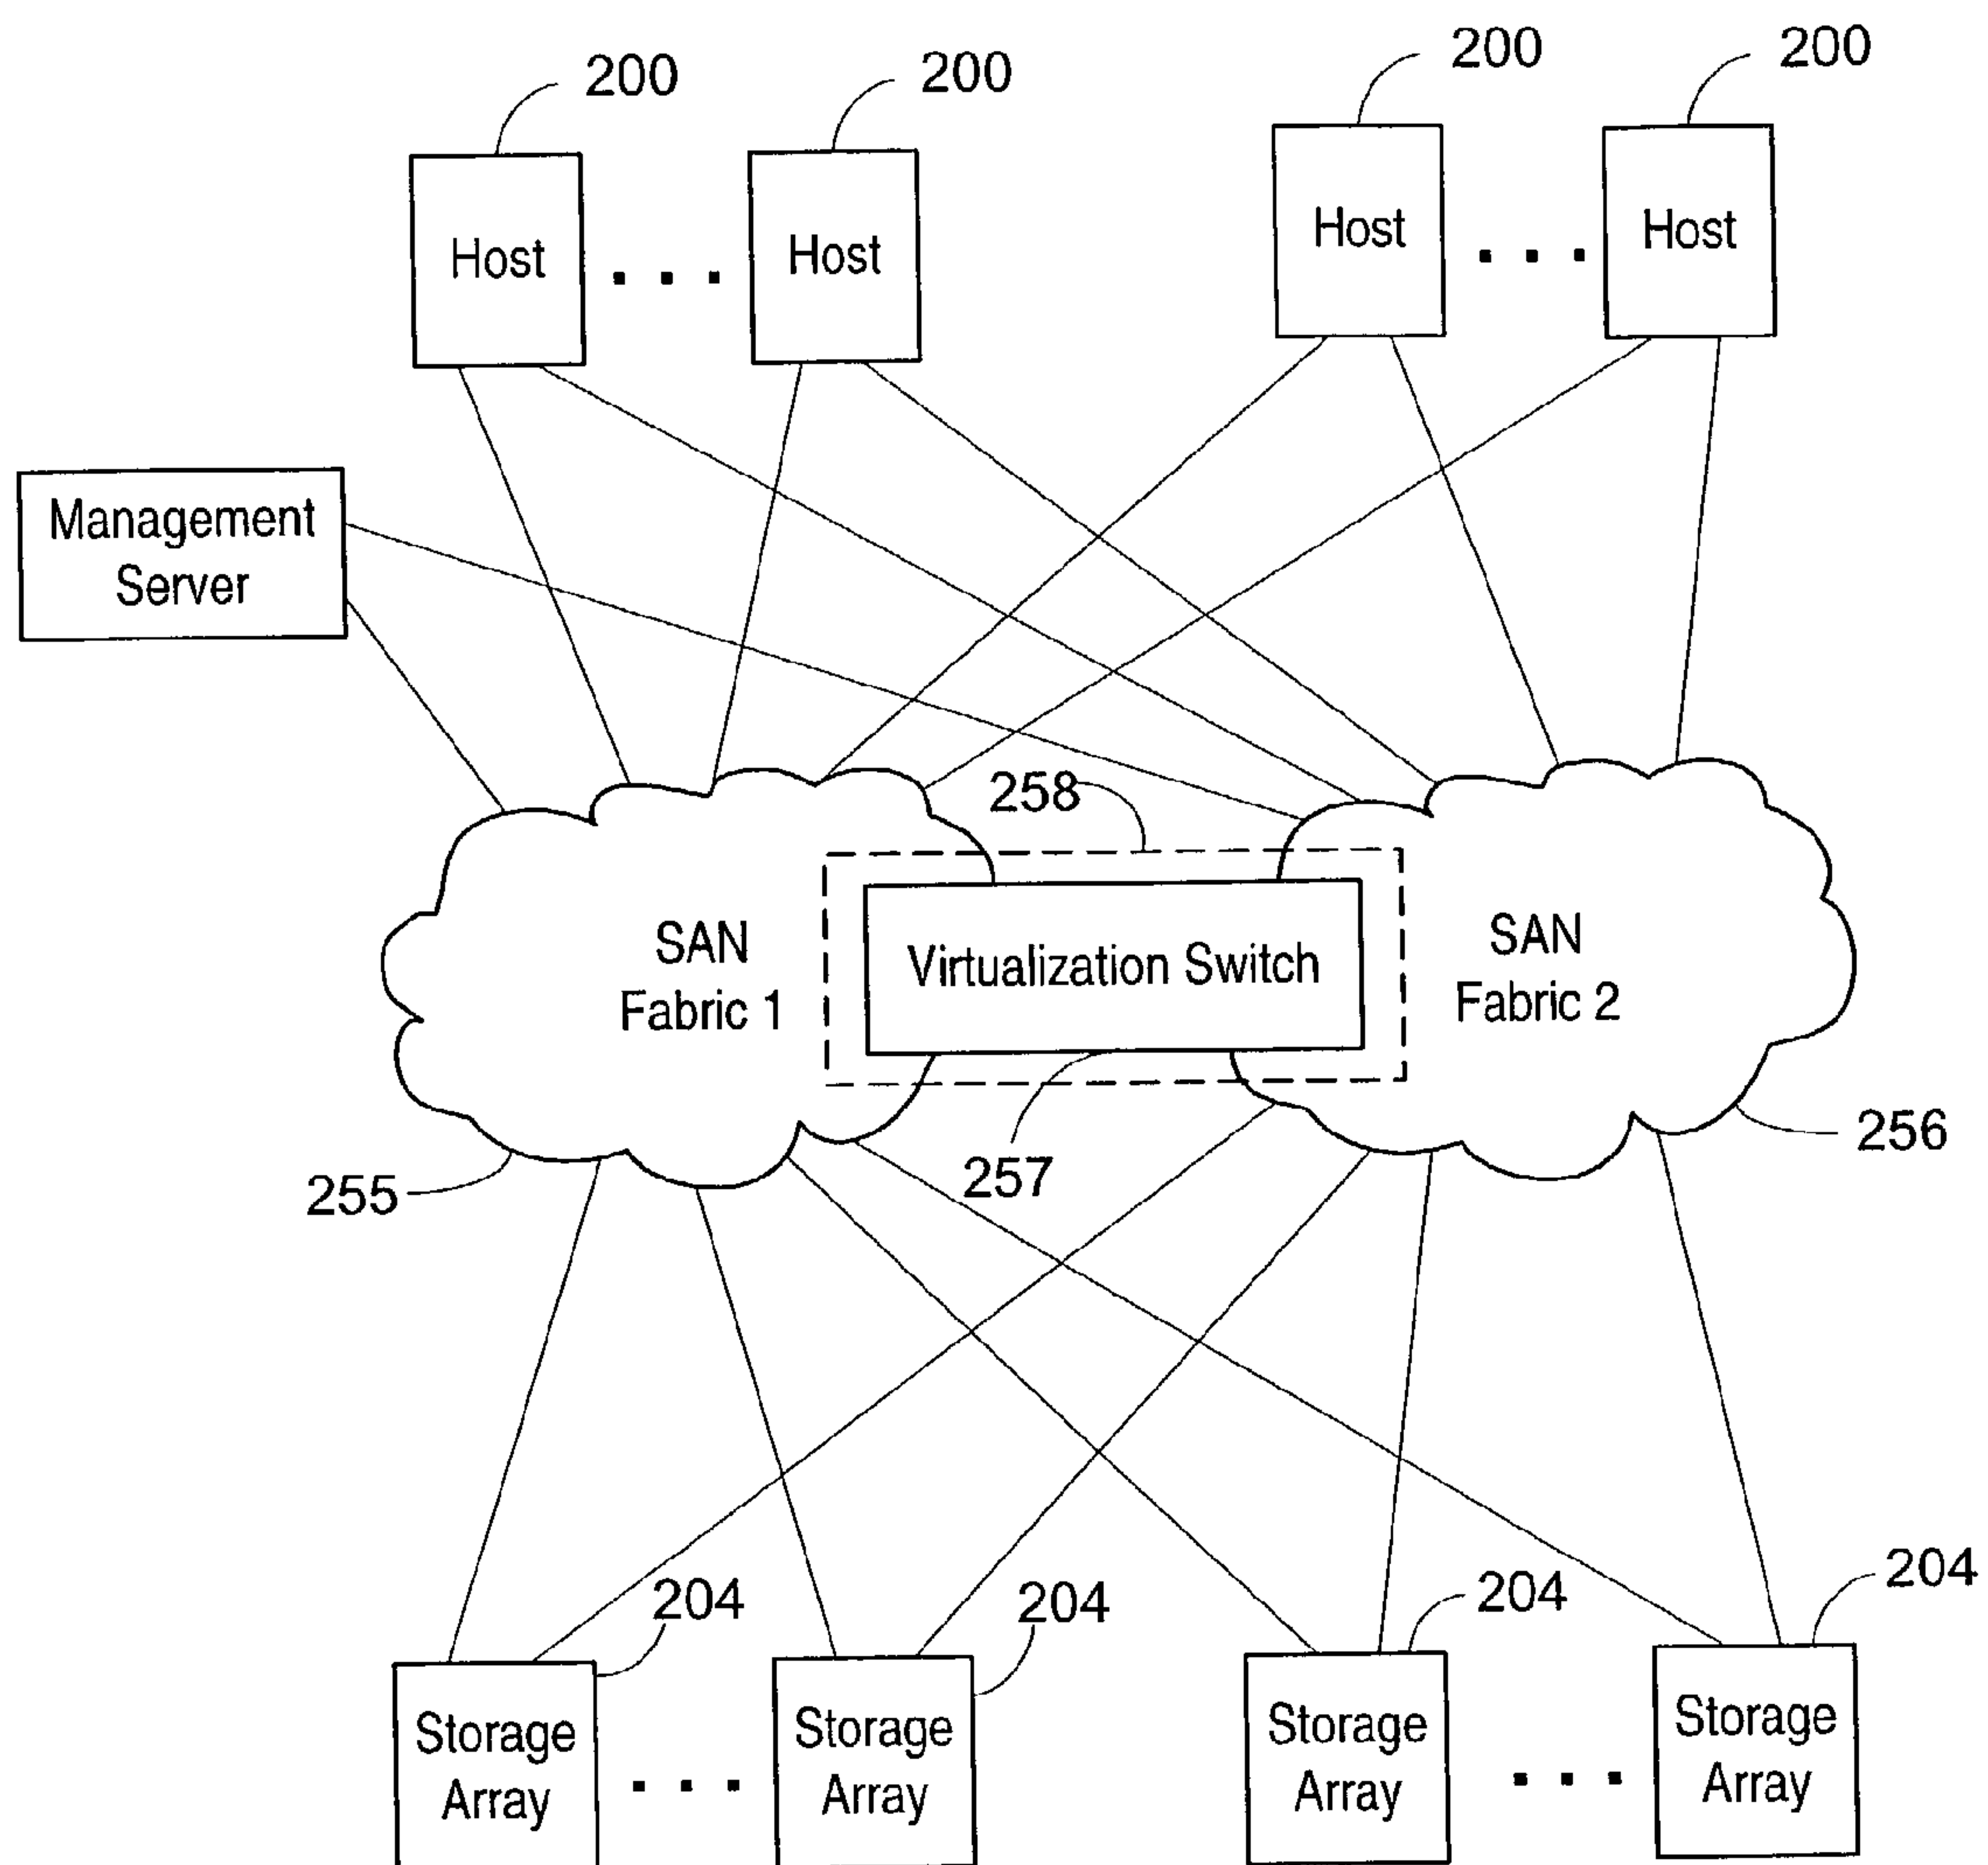 200
200
200
200
Host
. . .
Host
Host
. . .
Host
Management
Server
258
SAN
Fabric 1
Virtualization Switch
SAN
Fabric 2
255
257
256
204
204
204
204
Storage
Array
. . .
Storage
Array
Storage
Array
. . .
Storage
Array